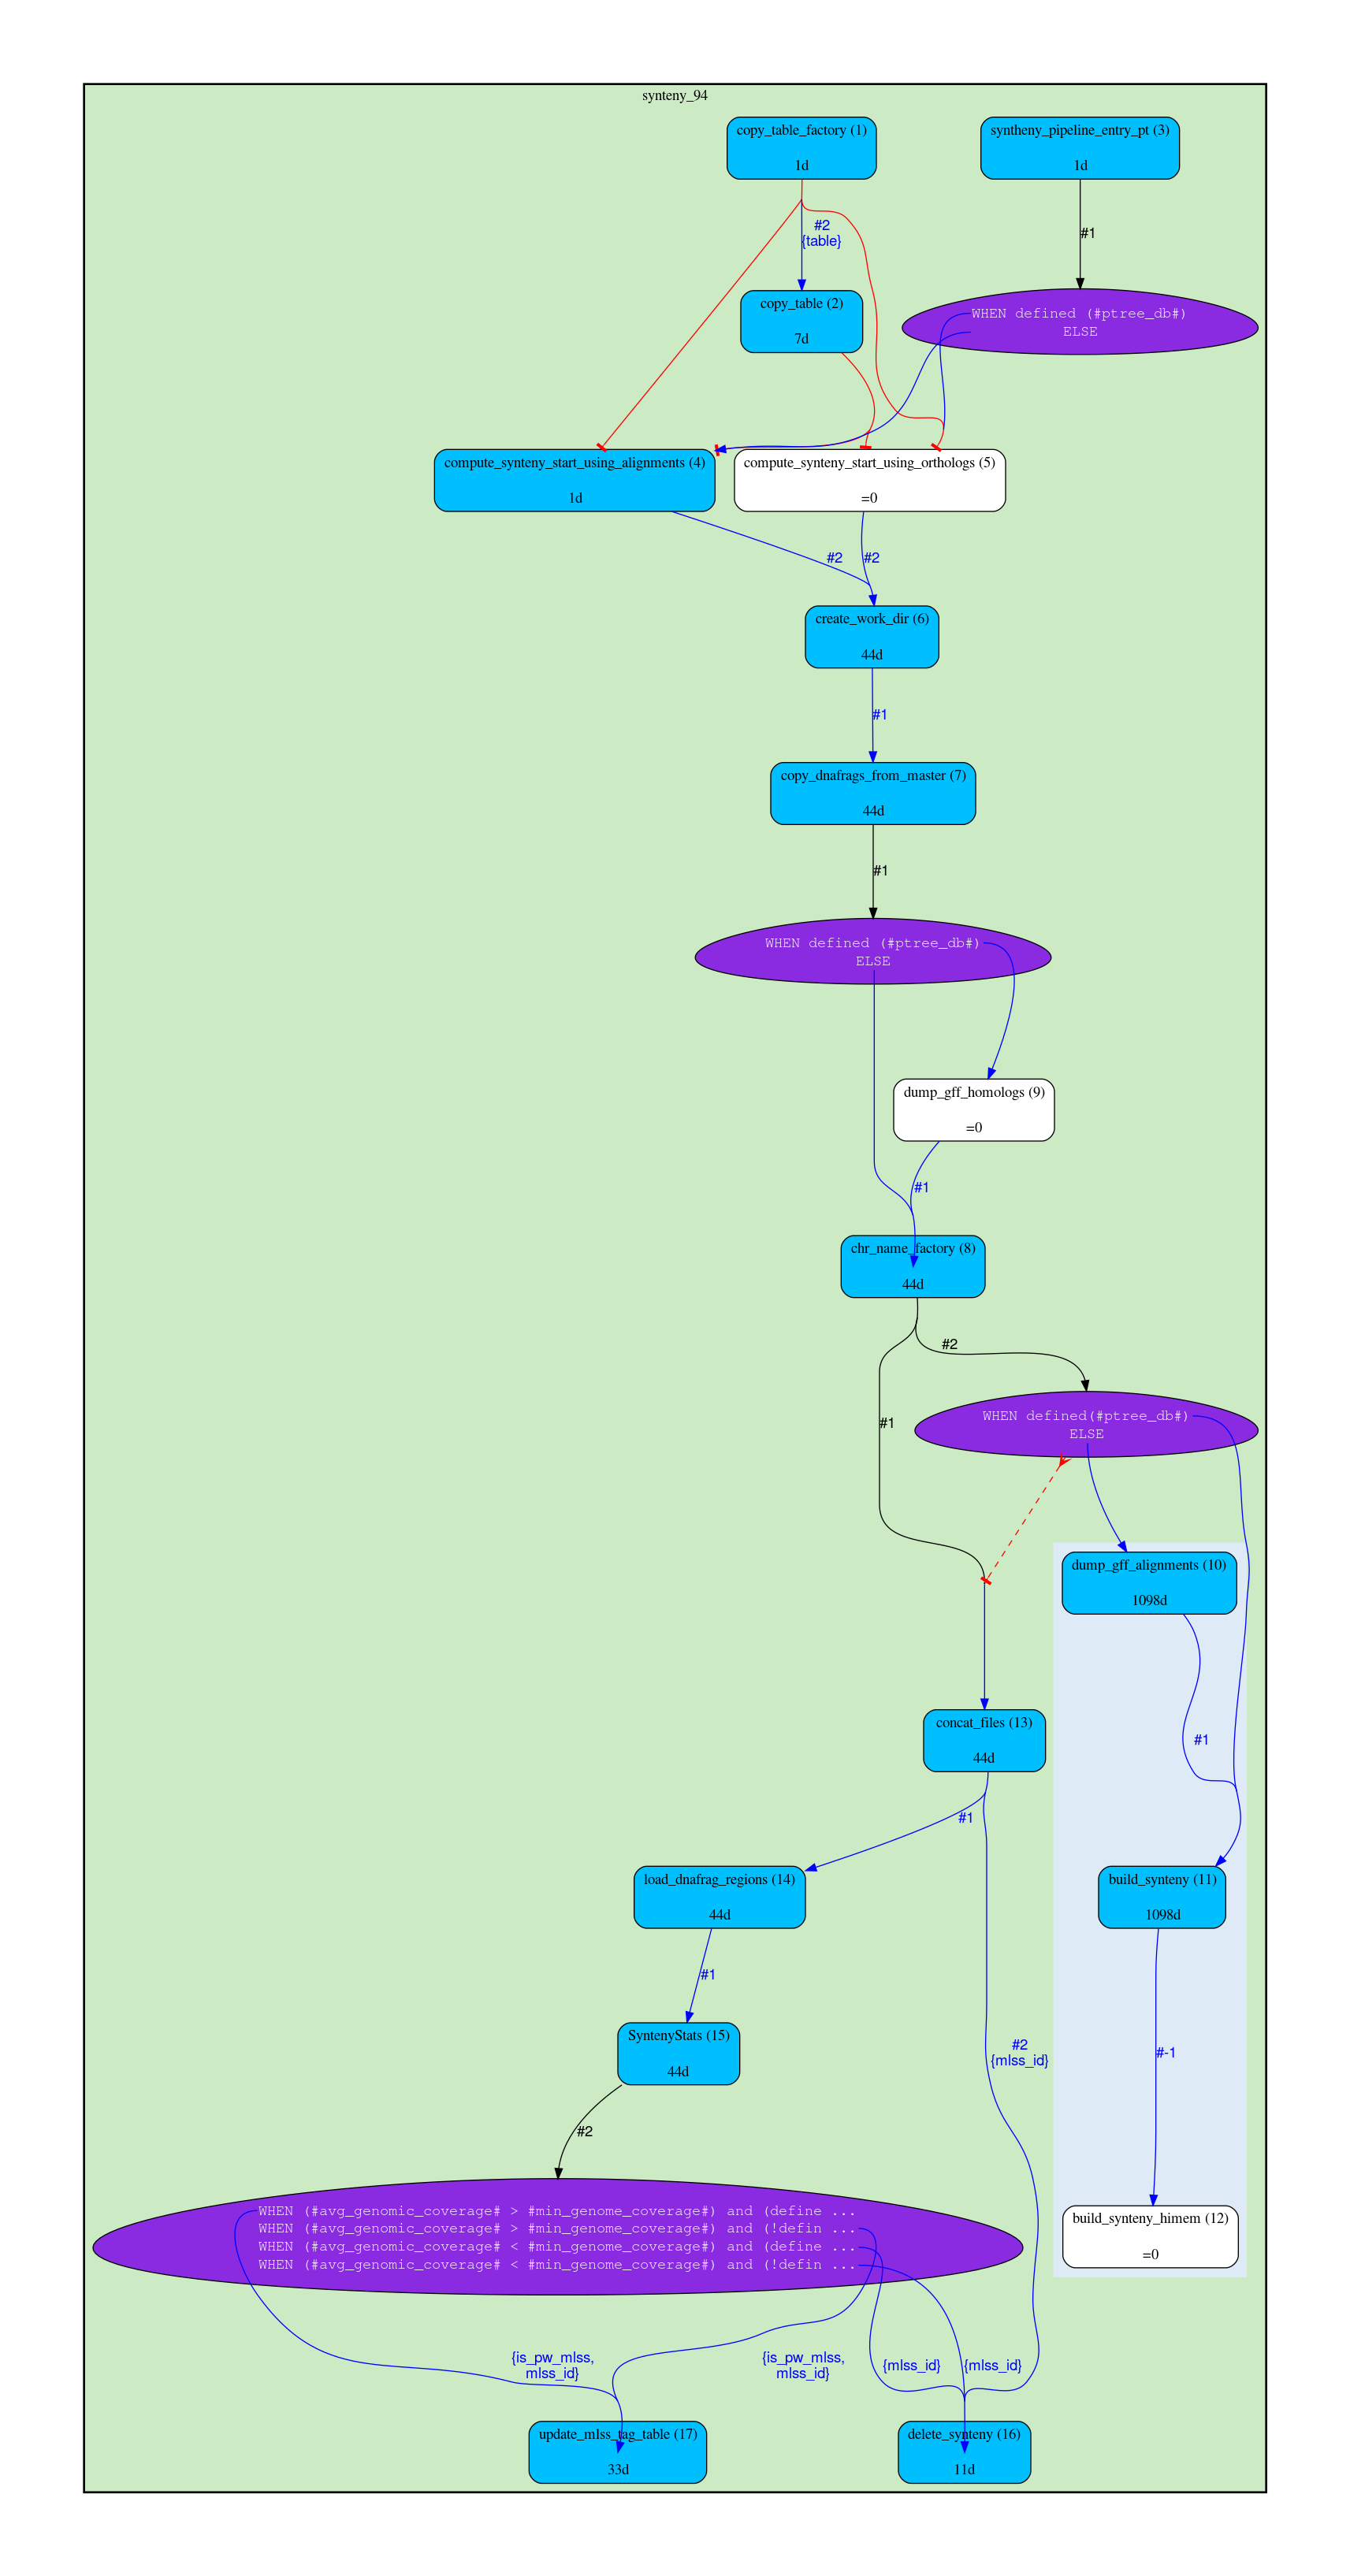 synteny_94
copy_table_factory (1)
1d
syntheny_pipeline_entry_pt (3)
1d
#2
{table}
#1
copy_table (2)
7d
WHEN defined (#ptree_db#)
ELSE
compute_synteny_start_using_alignments (4)
1d
compute_synteny_start_using_orthologs (5)
=0
#2
#2
create_work_dir (6)
44d
#1
copy_dnafrags_from_master (7)
44d
#1
WHEN defined (#ptree_db#)
ELSE
dump_gff_homologs (9)
=0
#1
chr_name_factory (8)
44d
#2
#1
WHEN defined(#ptree_db#)
ELSE
dump_gff_alignments (10)
1098d
concat_files (13)
44d
#1
#1
load_dnafrag_regions (14)
44d
build_synteny (11)
1098d
#1
SyntenyStats (15)
44d
#2
{mlss_id}
#-1
#2
WHEN (#avg_genomic_coverage# > #min_genome_coverage#) and (define ...
WHEN (#avg_genomic_coverage# > #min_genome_coverage#) and (!defin ...
WHEN (#avg_genomic_coverage# < #min_genome_coverage#) and (define ...
WHEN (#avg_genomic_coverage# < #min_genome_coverage#) and (!defin ...
build_synteny_himem (12)
=0
{is_pw_mlss,
mlss_id}
{is_pw_mlss,
mlss_id}
{mlss_id}
{mlss_id}
update_mlss_tag_table (17)
33d
delete_synteny (16)
11d